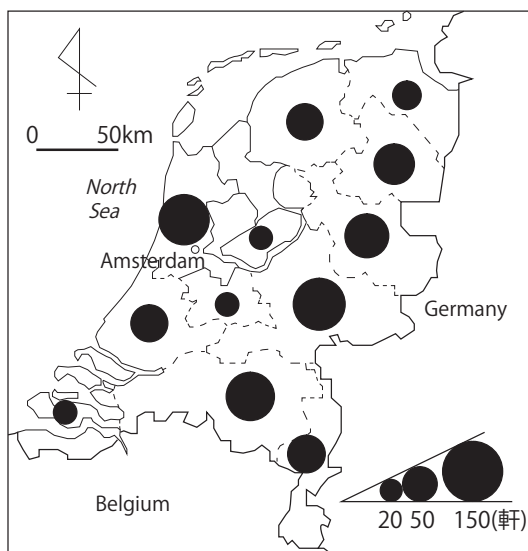 0 50km
North
Sea
Amsterdam
Germany
Belgium
20 50 150(軒)